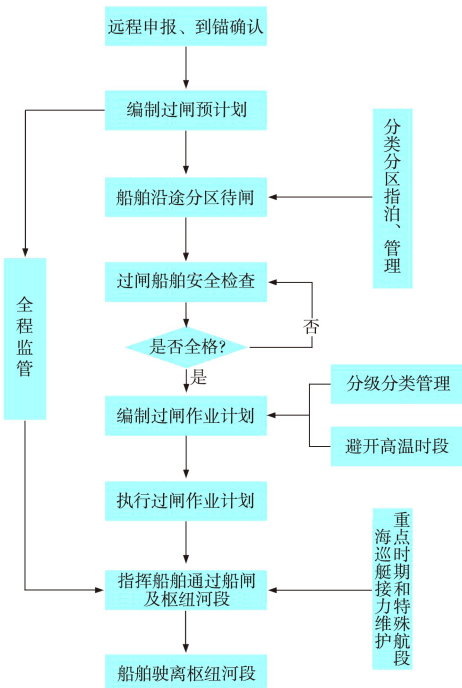 远程申报、到锚确认
编制过闸预计划
分类分区指泊、管理
船舶沿途分区待闸
过闸船舶安全检查
全程监管
否
是否全格?
是
分级分类管理
编制过闸作业计划
避开高温时段
执行过闸作业计划
重点时期和特殊航段
海巡艇接力维护
指挥船舶通过船闸
及枢纽河段
船舶驶离枢纽河段